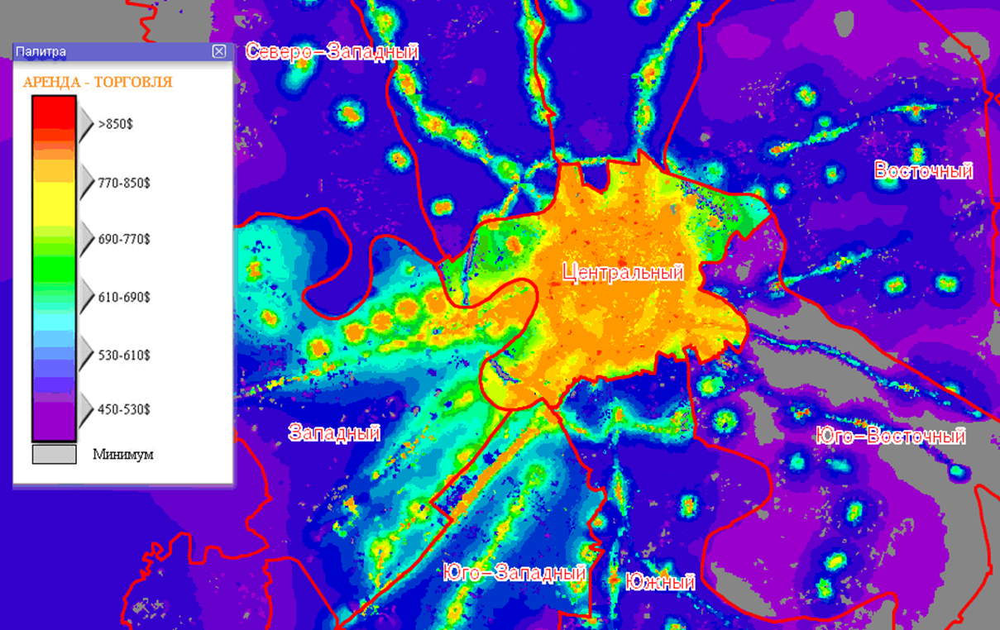 Палитра
АРЕНДА - ТОРГОВЛЯ
>850$
770-850$
690-770$
610-690$
530-610$
450-530$
Минимум
Северо-Западный
Восточный
Центральный
Западный
Юго-Восточный
Юго-Западный
Южный